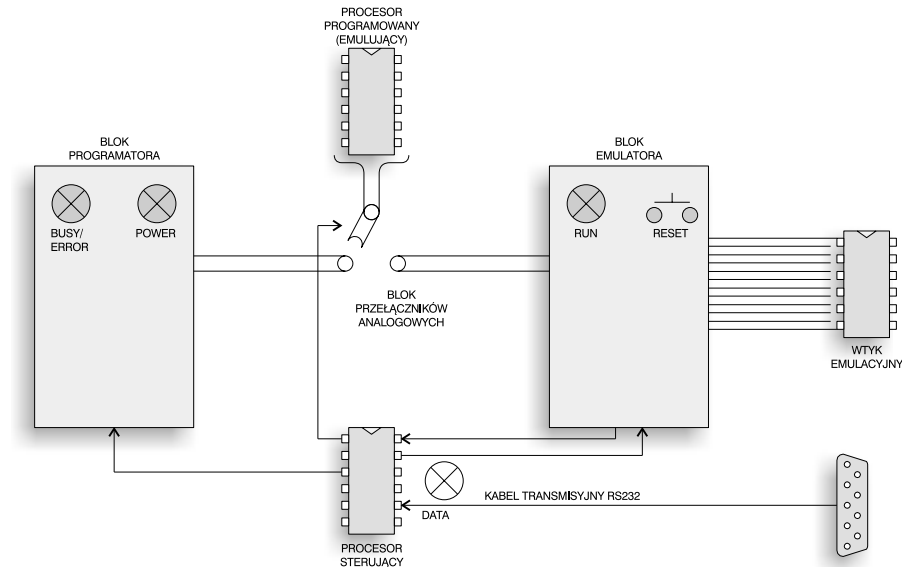 PROCESOR
PROGRAMOWANY
(EMULUJĄCY)
BLOK
PROGRAMATORA
BUSY/
ERROR
POWER
BLOK
EMULATORA
RUN
RESET
BLOK
PRZEŁĄCZNIKÓW
ANALOGOWYCH
WTYK
EMULACYJNY
DATA
KABEL TRANSMISYJNY RS232
PROCESOR
STERUJĄCY